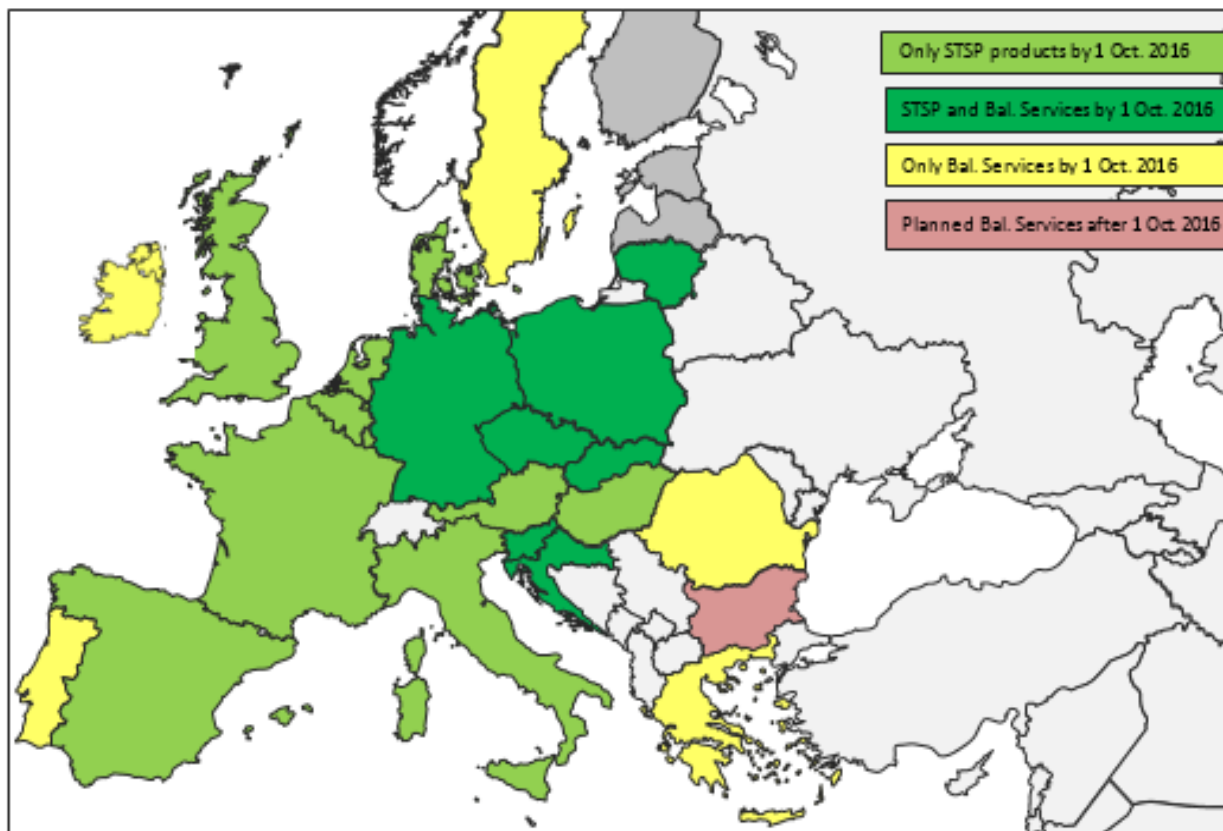 Only STSP products by 1 Oct. 2016
STSP and Bal. Services by 1 Oct. 2016
Only Bal. Services by 1 Oct. 2016
Planned Bal. Services after 1 Oct. 2016